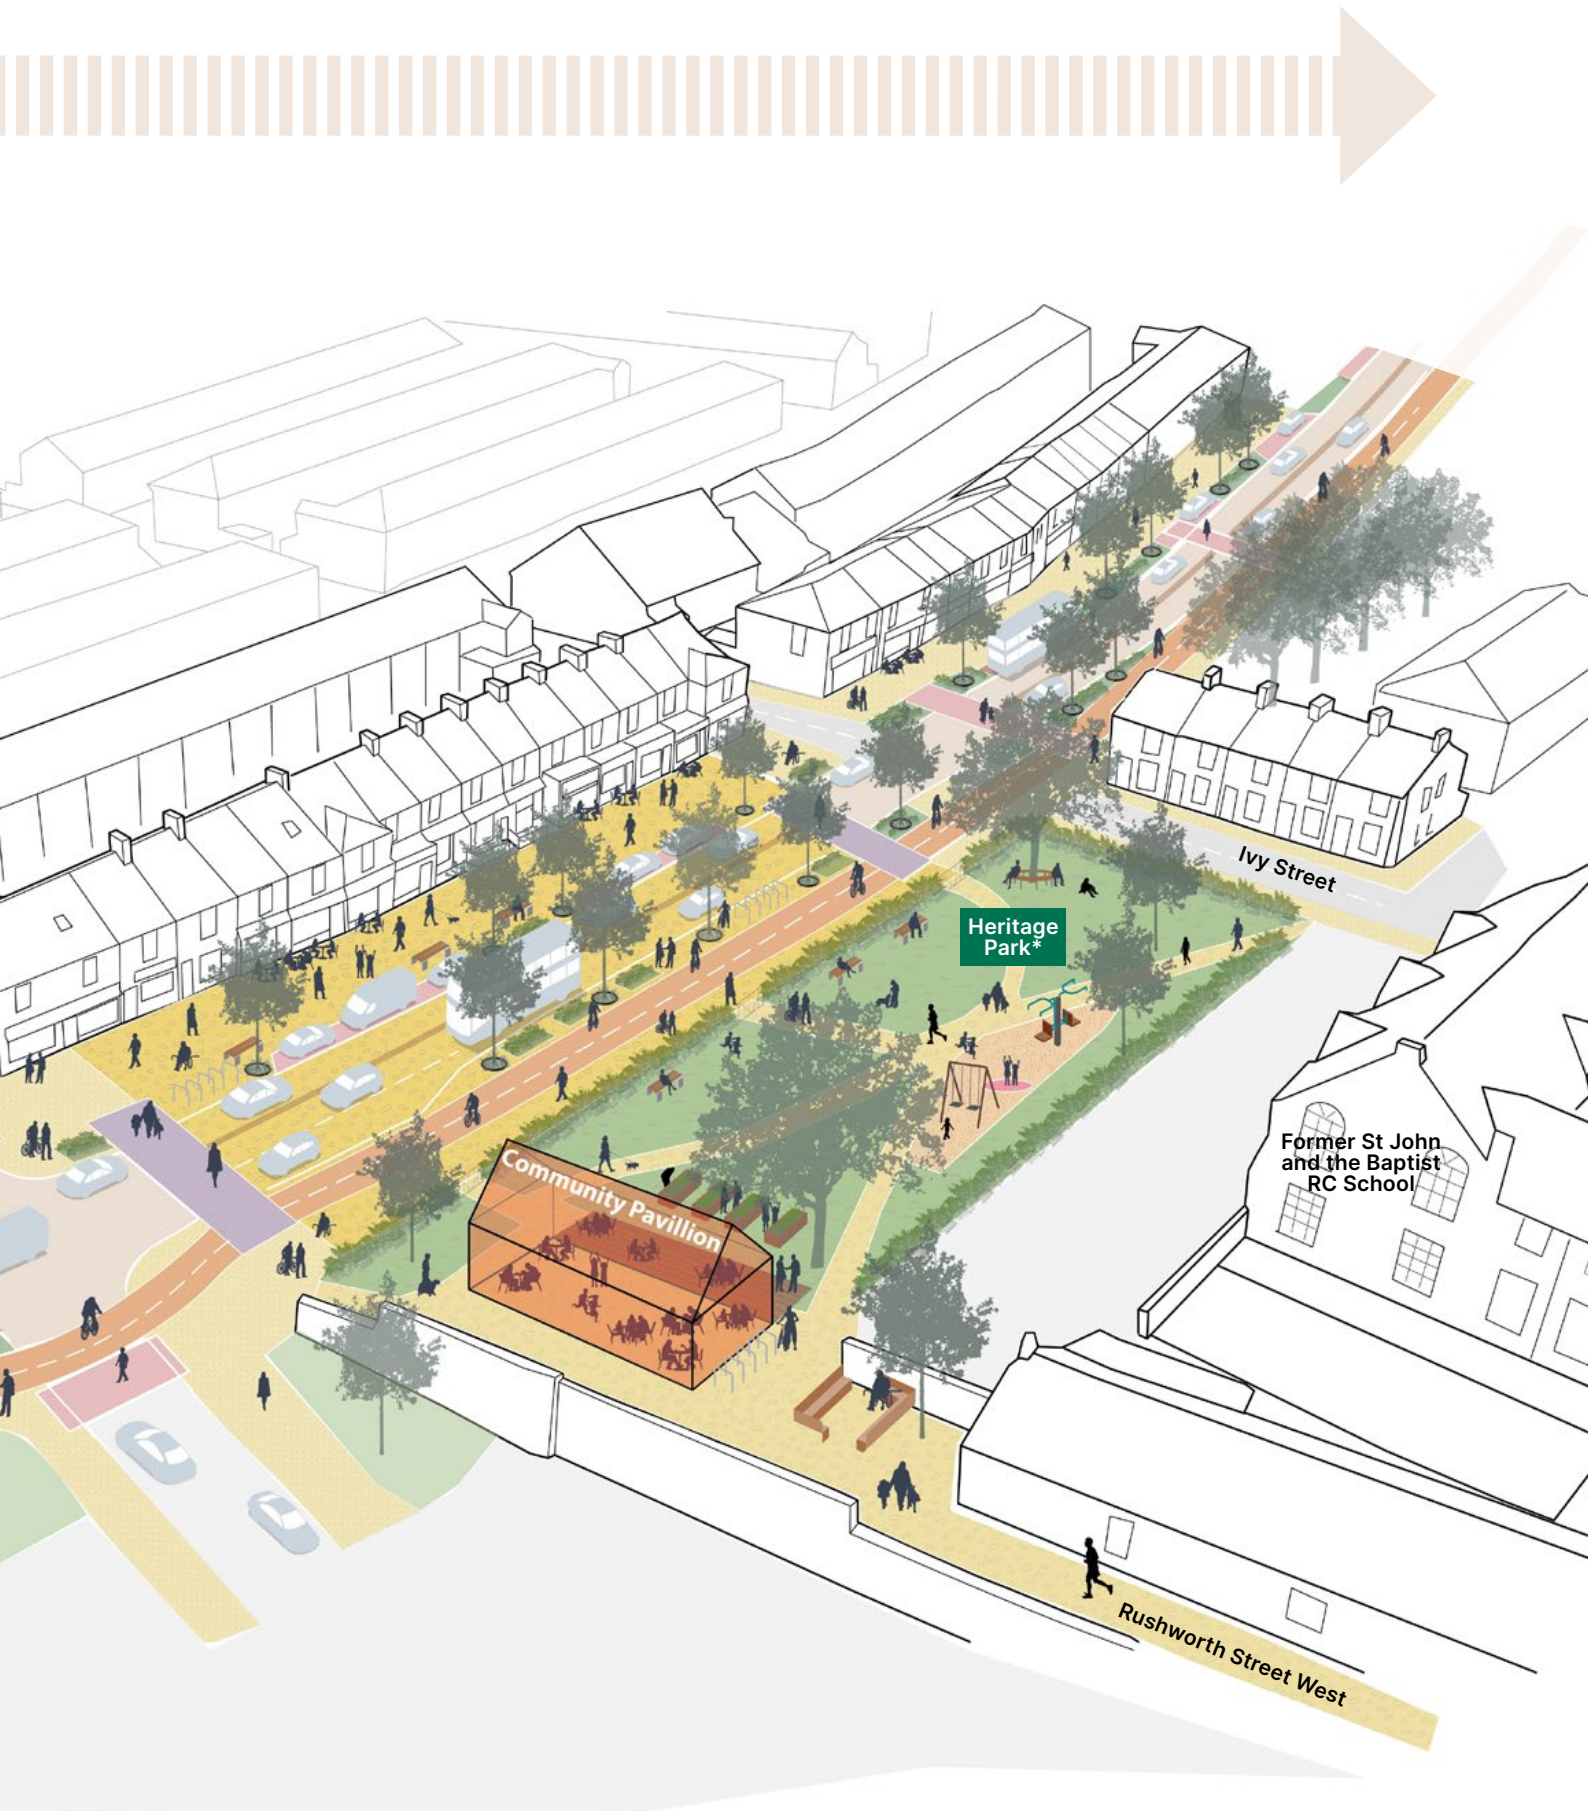 Ivy Street
Heritage
Park*
Former St John
and the Baptist
RC School
Community Pavillion
Rushworth Street West